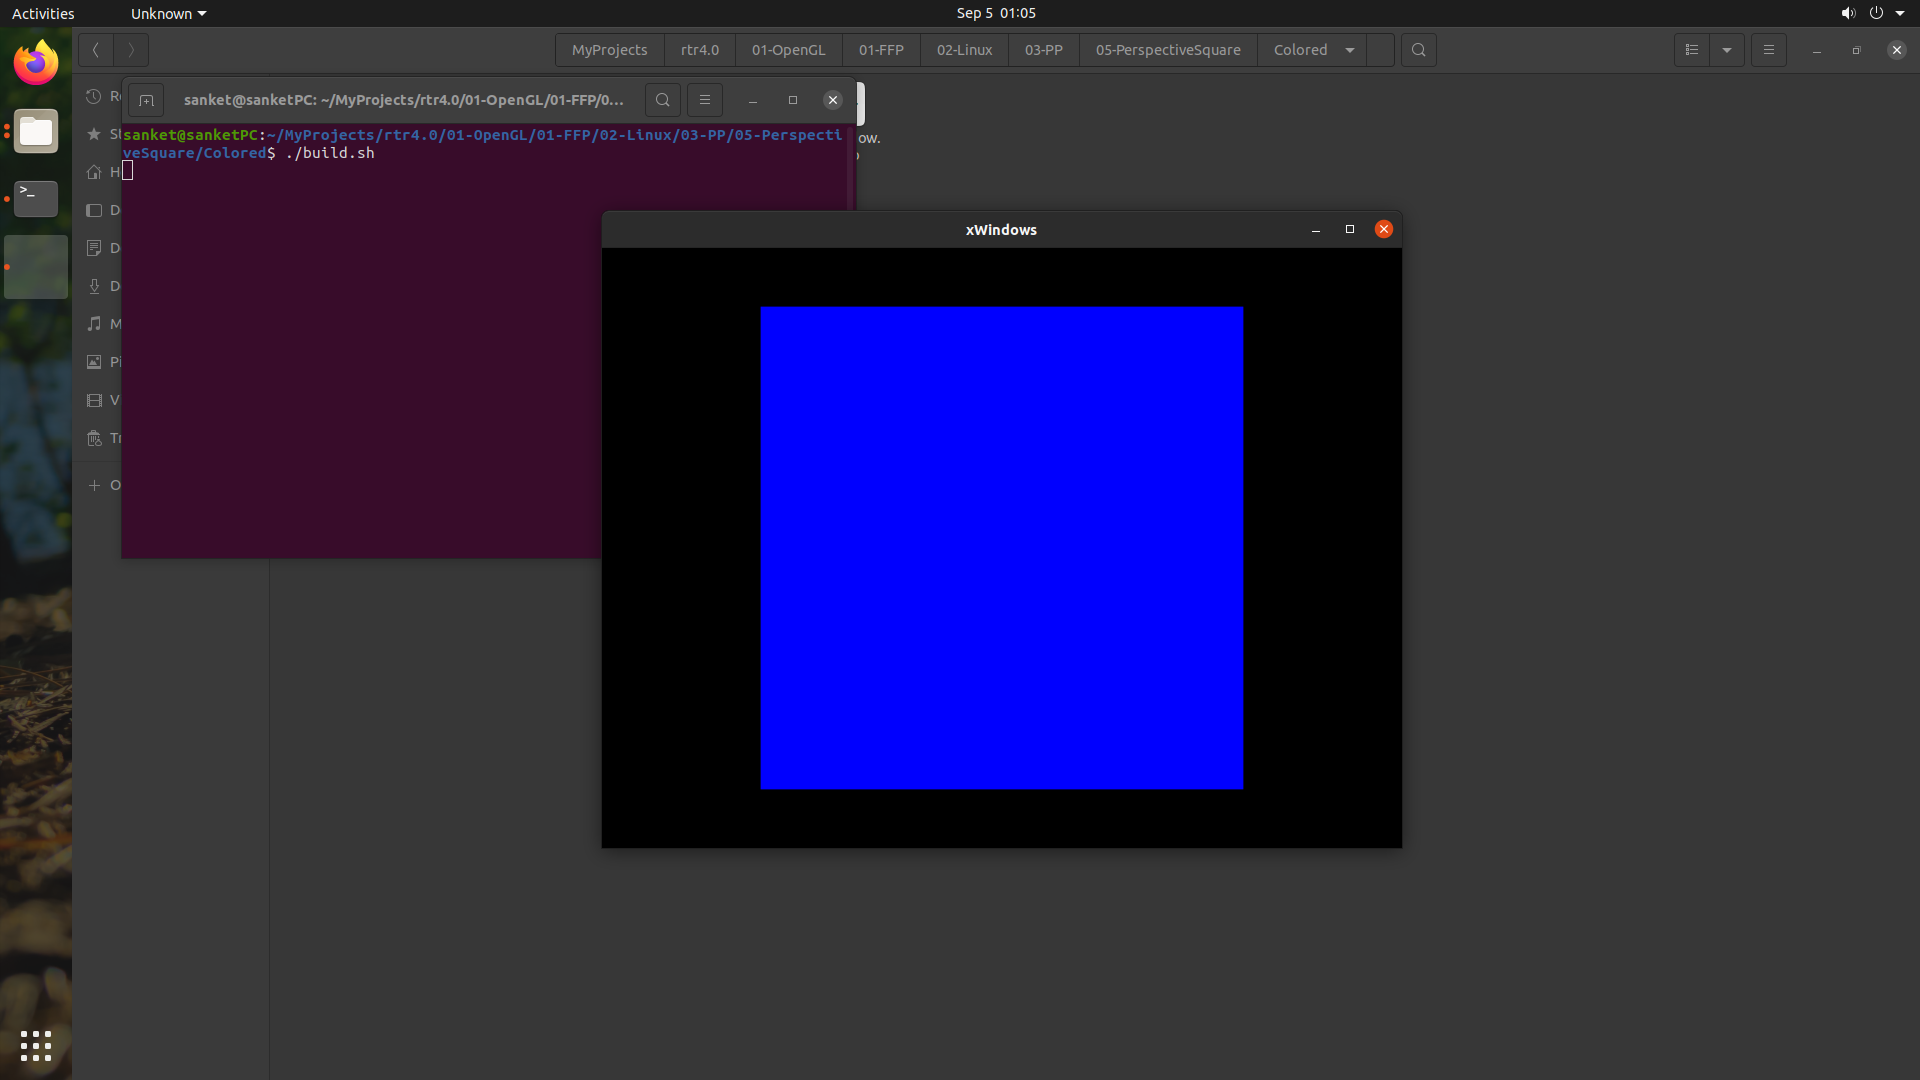 Activities
Unknown
Sep 5 01:05
MyProjects
rtr4.0
01-OpenGL
01-FFP
02-Linux
03-PP
05-PerspectiveSquare
Colored
sanket@sanketPC: ~/MyProjects/rtr4.0/01-OpenGL/01-FFP/0...
sanket@sanketPC:~/MyProjects/rtr4.0/01-OpenGL/01-FFP/02-Linux/03-PP/05-Perspecti
veSquare/Colored$ ./build.sh
ow.
xWindows